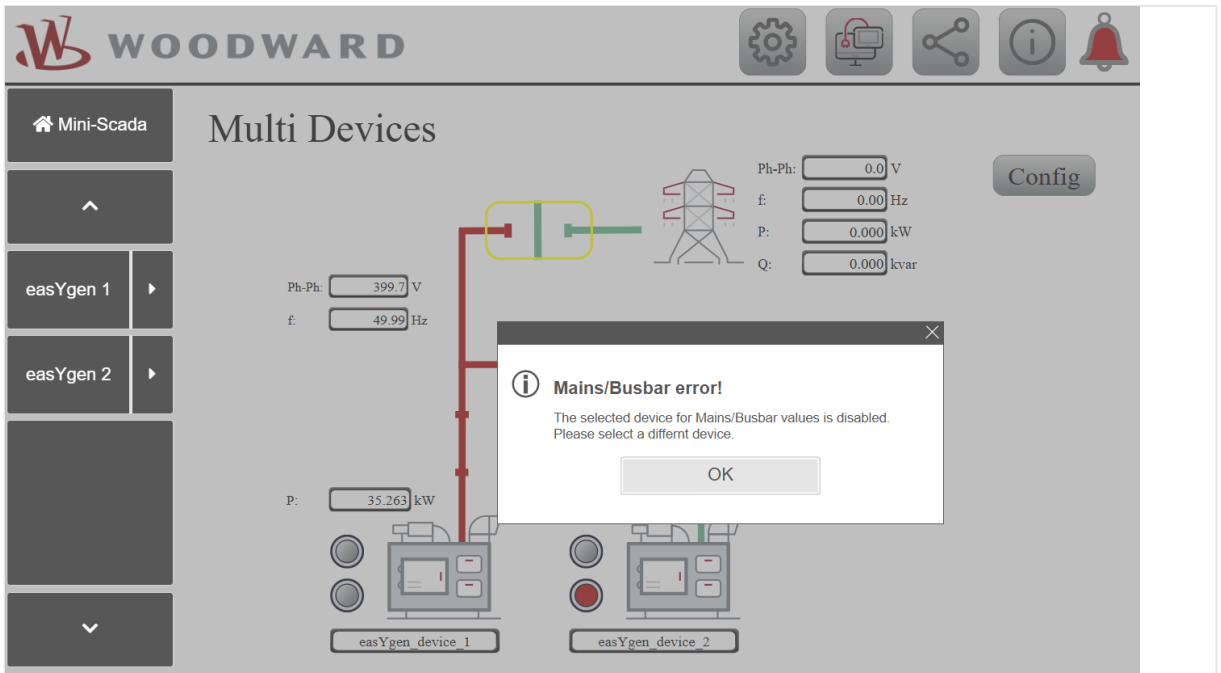 WOODWARD
Mini-Scada
Multi Devices
Config
Ph-Ph: 0.0 V
f: 0.00 Hz
P: 0.000 kW
Q: 0.000 kvar
easYgen 1
easYgen 2
Ph-Ph: 399.7 V
f: 49.99 Hz
Mains/Busbar error!
The selected device for Mains/Busbar values is disabled.
Please select a differnt device.
OK
P: 35.263 kW
easYgen_device_1
easYgen_device_2